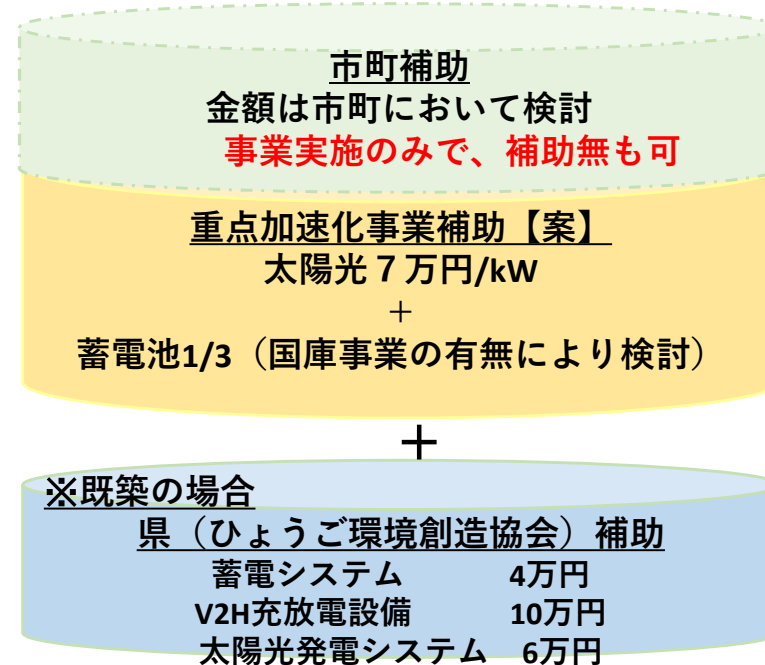 市町補助
金額は市町において検討
事業実施のみで、補助無も可
重点加速化事業補助【案】
太陽光７万円/kW
＋
蓄電池1/3（国庫事業の有無により検討）
＋
※既築の場合
県（ひょうご環境創造協会）補助
蓄電システム 4万円
V2H充放電設備 10万円
太陽光発電システム 6万円